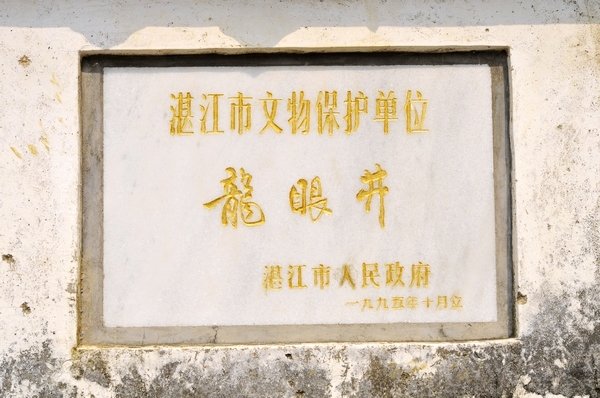 湛江市文物保护单位
龍眼井
湛江市人民政府
一九九五年十月立